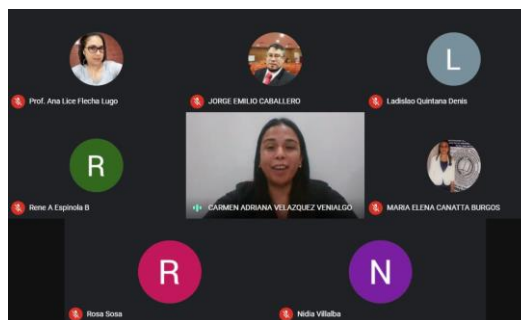 L
Prof. Ana Lice Flecha Lugo
JORGE EMILIO CABALLERO
Ladislao Quintana Denis
R
Rene A.Espinola B
CARMEN ADRIANA VELAZQUEZ VENIALGO
MARIA ELENA CANATTA BURGOS
R
N
Rosa Sosa
Nidia Villalba